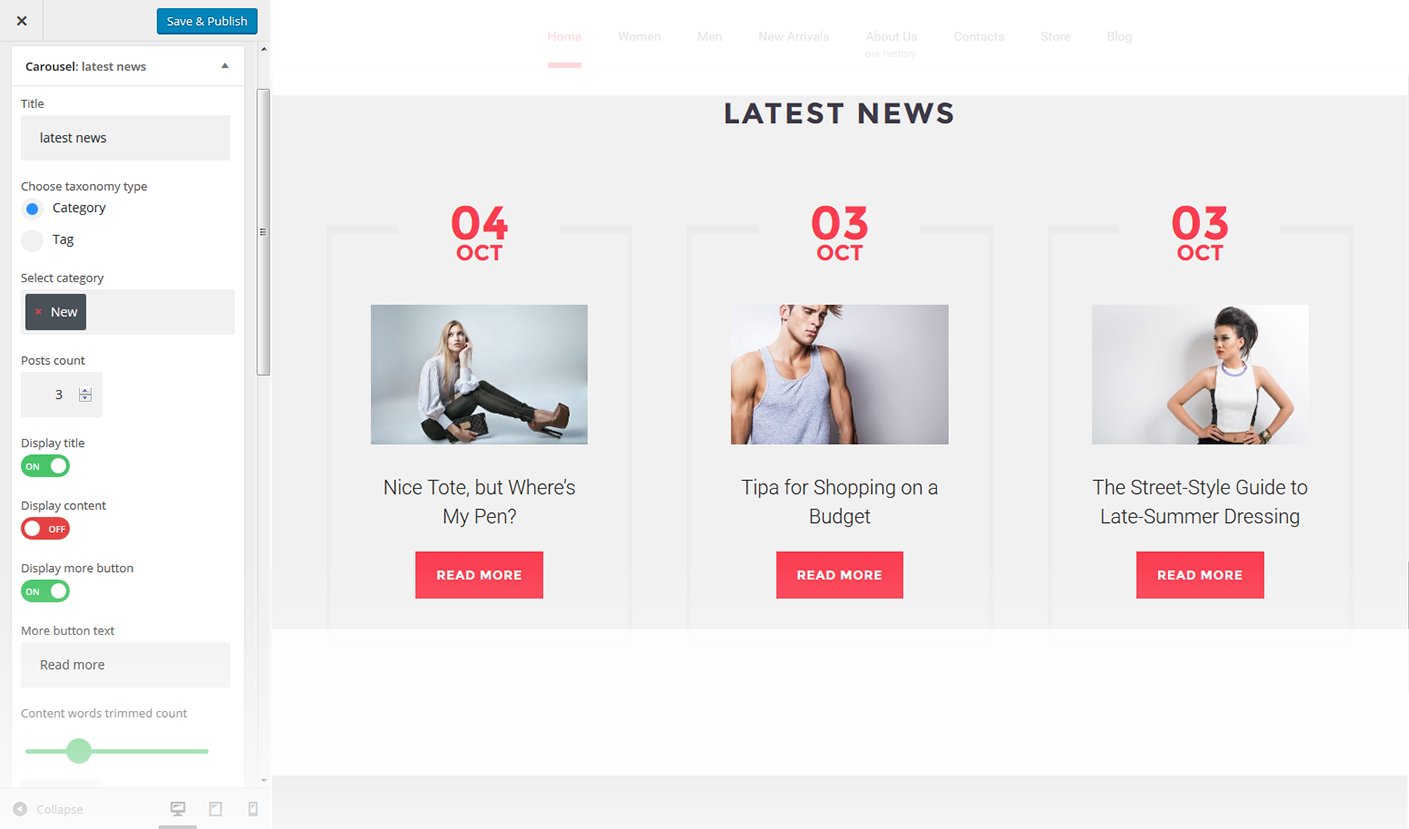 Save & Publish
Carousel: latest news
Title
latest news
Choose taxonomy type
Category
Tag
Select category
× New
Posts count
3
Display title
ON
Display content
OFF
Display more button
ON
More button text
Read more
Content words trimmed count
Collapse
Home Women Men New Arrivals About Us Contacts Store Blog
our history
LATEST NEWS
04
OCT
Nice Tote, but Where’s
My Pen?
READ MORE
03
OCT
Tipa for Shopping on a
Budget
READ MORE
03
OCT
The Street-Style Guide to
Late-Summer Dressing
READ MORE